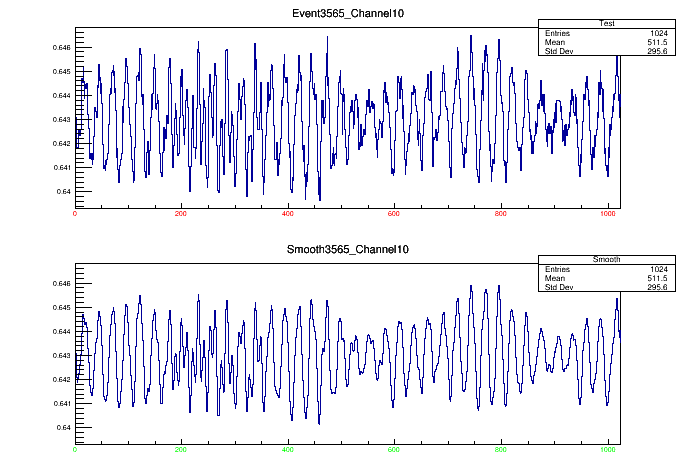 Event3565_Channel10
Test
Entries 1024
Mean 511.5
Std Dev 295.6
0.646
0.645
0.644
0.643
0.642
0.641
0.64
0 200 400 600 800 1000
Smooth3565_Channel10
Smooth
Entries 1024
Mean 511.5
Std Dev 295.6
0.646
0.645
0.644
0.643
0.642
0.641
0.64
0 200 400 600 800 1000